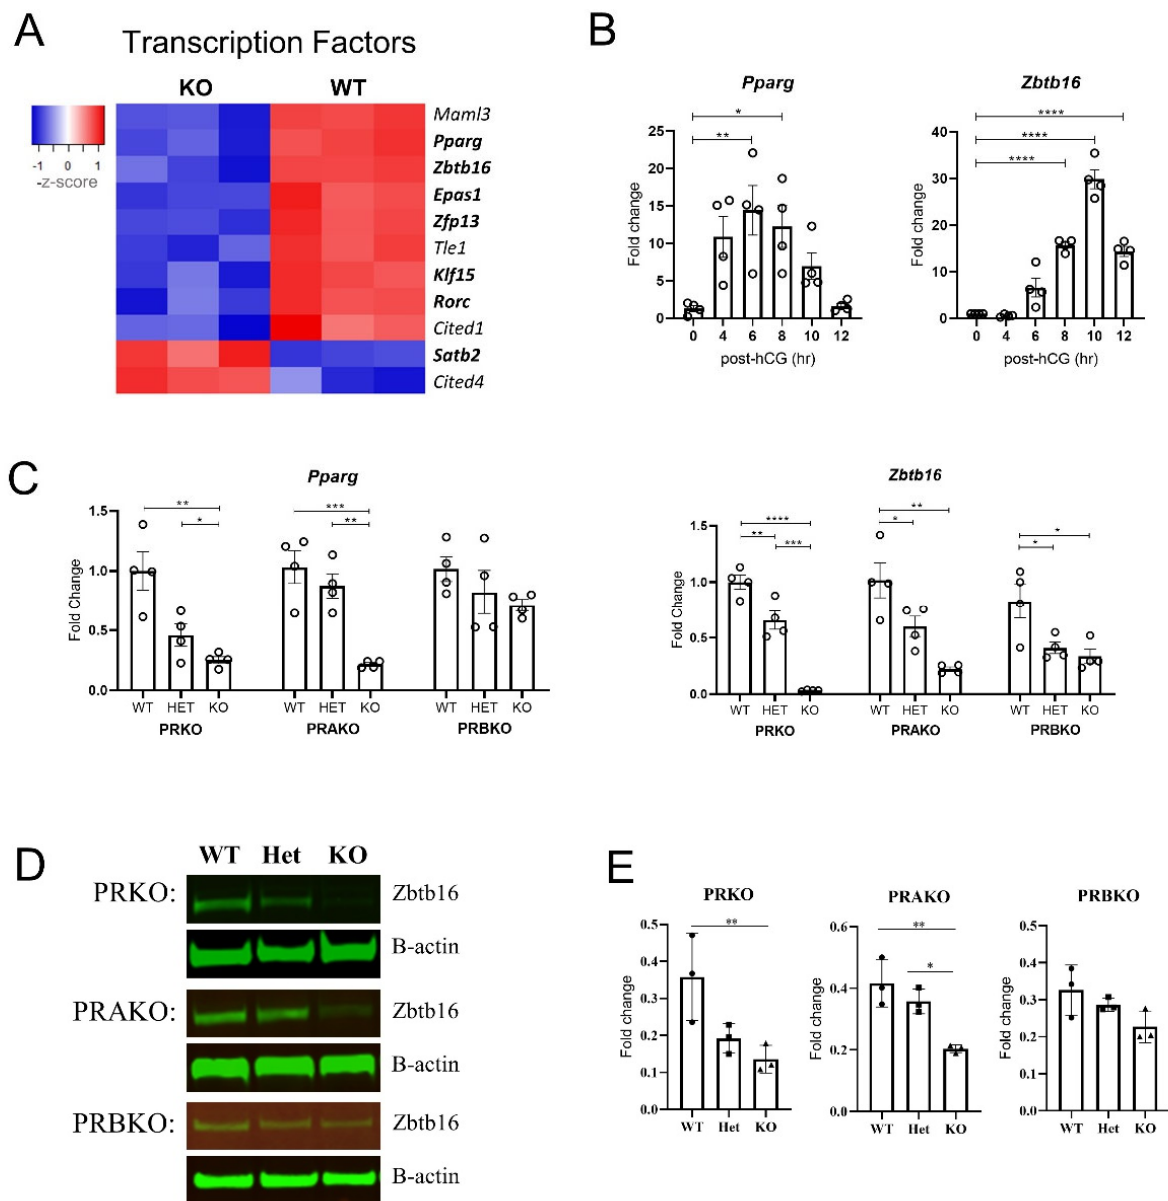 A
Transcription Factors
KO WT
-1 0 1
-z-score
Maml3
Pparg
Zbtb16
Epas1
Zfp13
Tle1
Klf15
Rorc
Cited1
Satb2
Cited4
B
Pparg
*
**
Fold change
25
20
15
10
5
0
0 4 6 8 10 12
post-hCG (hr)
Zbtb16
****
****
****
Fold change
40
30
20
10
0
0 4 6 8 10 12
post-hCG (hr)
C
Pparg
** ***
* **
Fold Change
1.5
1.0
0.5
0.0
WT HET KO WT HET KO WT HET KO
PRKO PRAKO PRBKO
Zbtb16
**** ** *
** *** * *
Fold Change
1.5
1.0
0.5
0.0
WT HET KO WT HET KO WT HET KO
PRKO PRAKO PRBKO
D
WT Het KO
PRKO: Zbtb16
B-actin
PRAKO: Zbtb16
B-actin
PRBKO: Zbtb16
B-actin
E
PRKO
**
Fold change
0.5
0.4
0.3
0.2
0.1
0.0
WT Het KO
PRAKO
**
*
Fold change
0.6
0.4
0.2
0.0
WT Het KO
PRBKO
Fold change
0.5
0.4
0.3
0.2
0.1
0.0
WT Het KO